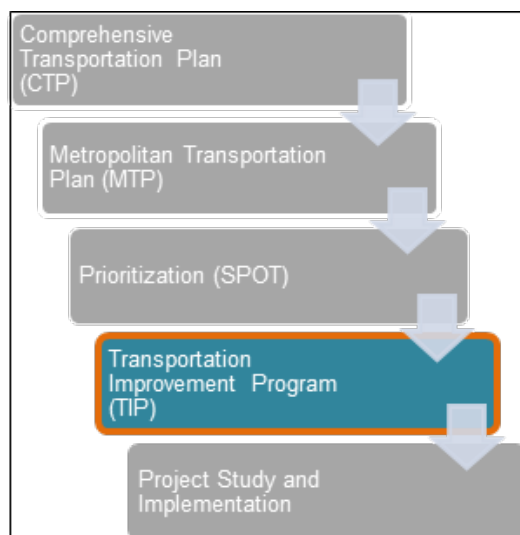 Comprehensive
Transportation Plan
(CTP)
Metropolitan Transportation
Plan (MTP)
Prioritization (SPOT)
Transportation
Improvement Program
(TIP)
Project Study and
Implementation